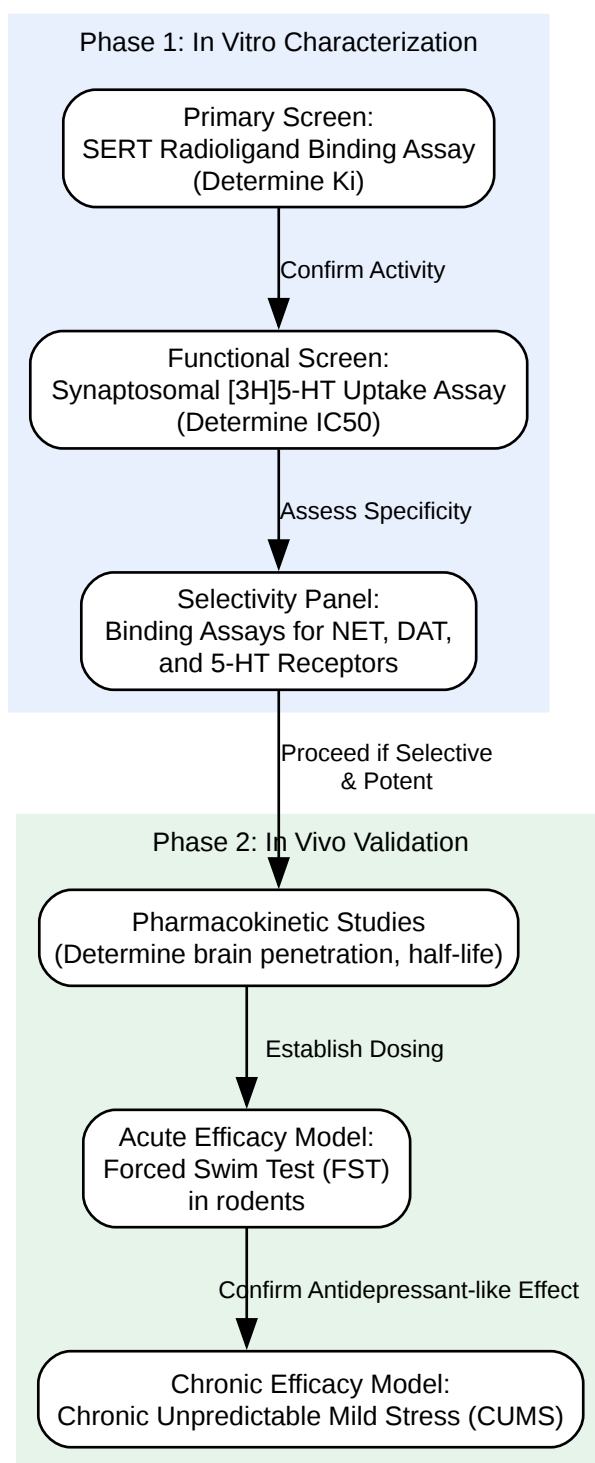 Phase 1: In Vitro Characterization
Primary Screen:
SERT Radioligand Binding Assay
(Determine Ki)
Confirm Activity
Functional Screen:
Synaptosomal [3H]5-HT Uptake Assay
(Determine IC50)
Assess Specificity
Selectivity Panel:
Binding Assays for NET, DAT,
and 5-HT Receptors
Proceed if Selective
& Potent
Phase 2: In Vivo Validation
Pharmacokinetic Studies
(Determine brain penetration, half-life)
Establish Dosing
Acute Efficacy Model:
Forced Swim Test (FST)
in rodents
Confirm Antidepressant-like Effect
Chronic Efficacy Model:
Chronic Unpredictable Mild Stress (CUMS)